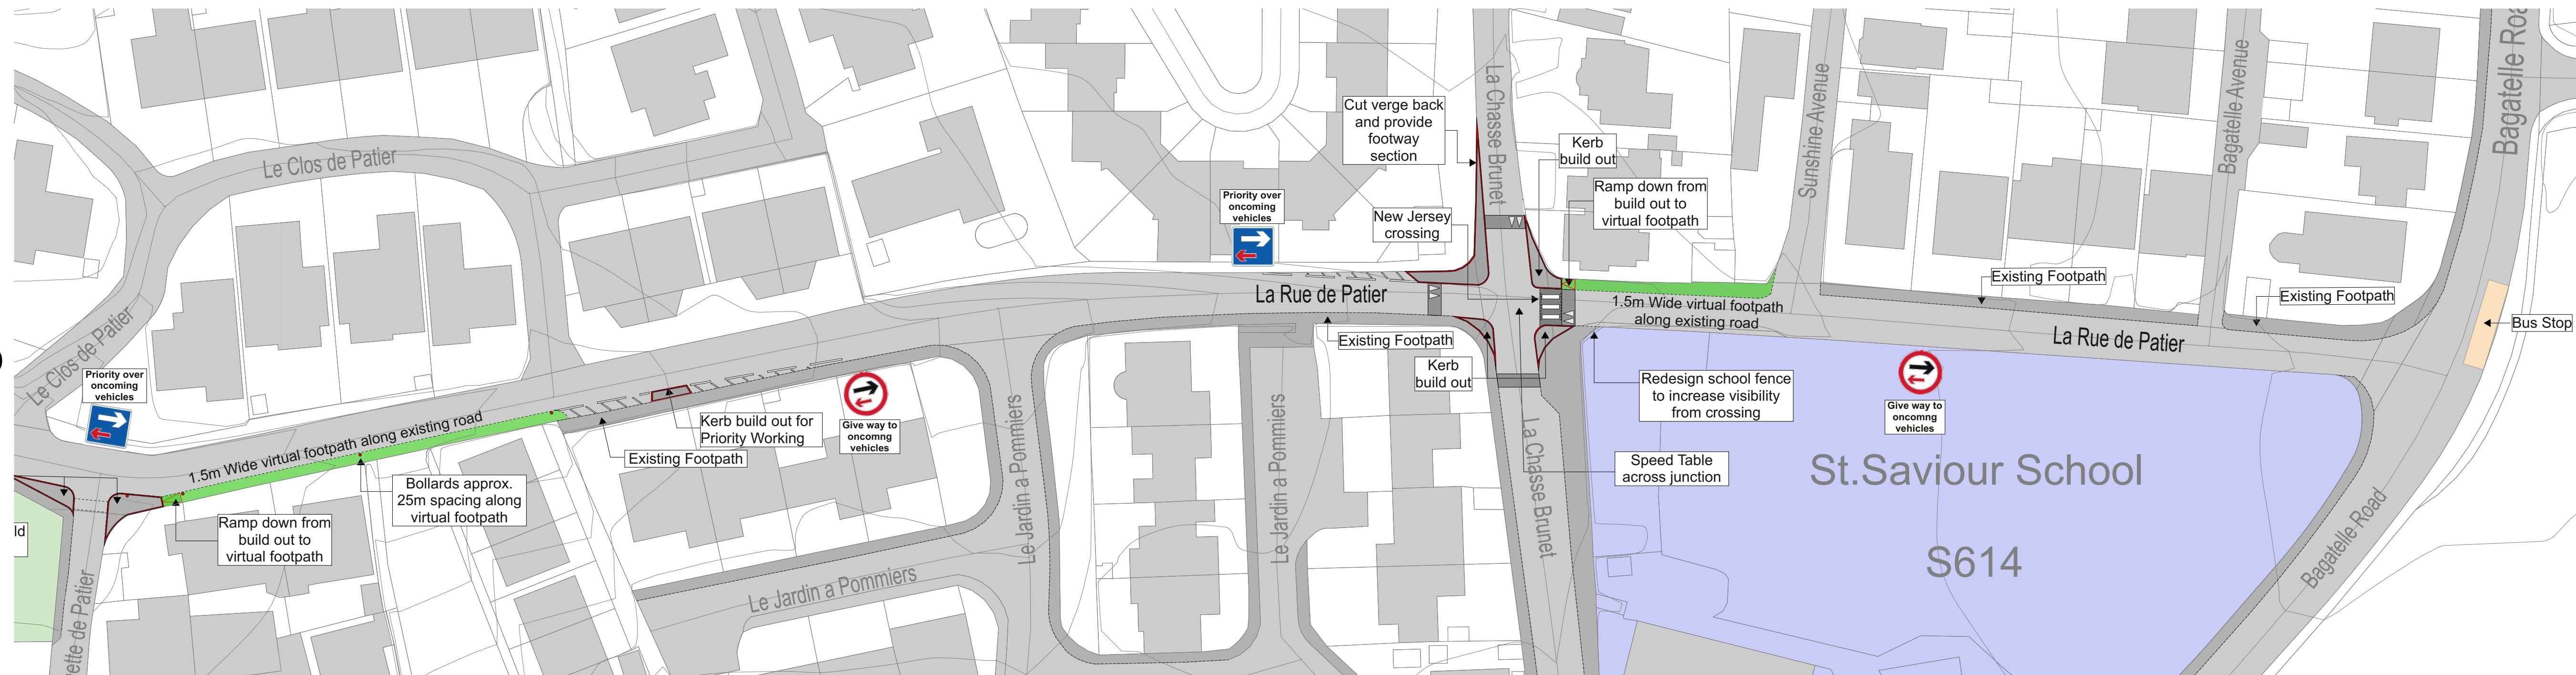 Le Clos de Patier
Le Clos de Patier
Priority over
oncoming
vehicles
1.5m Wide virtual footpath along existing road
Bollards approx.
25m spacing along
virtual footpath
Ramp down from
build out to
virtual footpath
ld
ette de Patier
Kerb build out for
Priority Working
Existing Footpath
Give way to
oncomng
vehicles
Le Jardin a Pommiers
Le Jardin a Pommiers
Le Jardin a Pommiers
Priority over
oncoming
vehicles
La Rue de Patier
Existing Footpath
Cut verge back
and provide
footway
section
New Jersey
crossing
La Chasse Brunet
Kerb
build out
Ramp down from
build out to
virtual footpath
1.5m Wide virtual footpath
along existing road
Kerb
build out
Redesign school fence
to increase visibility
from crossing
Speed Table
across junction
La Chasse Brunet
Sunshine Avenue
Existing Footpath
La Rue de Patier
Give way to
oncomng
vehicles
St.Saviour School
S614
Bagatelle Avenue
Existing Footpath
Bagatelle Roa
Bus Stop
Bagatelle Road